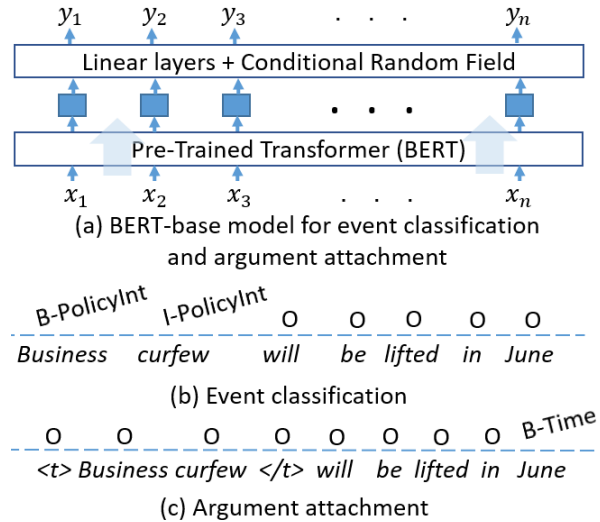 y₁ y₂ y₃ . . . yₙ
Linear layers + Conditional Random Field
. . .
Pre-Trained Transformer (BERT)
x₁ x₂ x₃ . . . xₙ
(a) BERT-base model for event classification
and argument attachment
B-PolicyInt I-PolicyInt O O O O O
Business curfew will be lifted in June
(b) Event classification
O O O O O O O O B-Time
<t> Business curfew </t> will be lifted in June
(c) Argument attachment